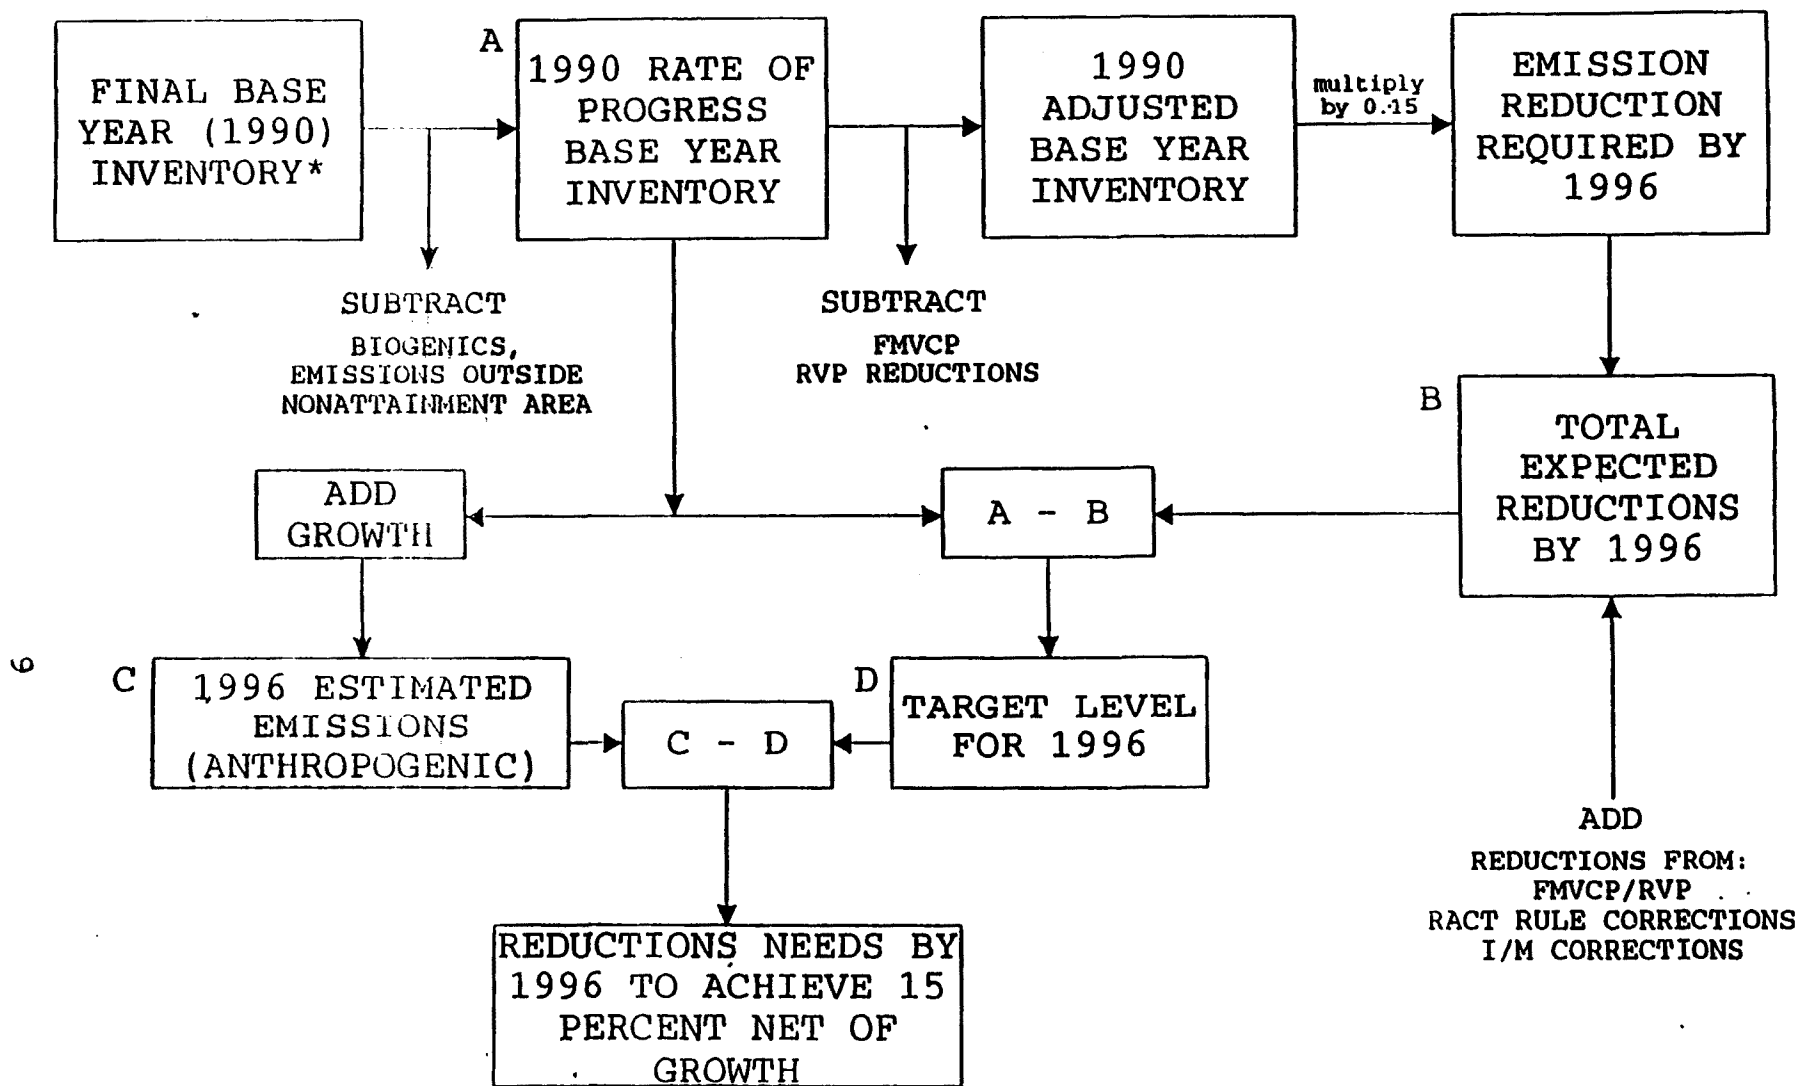 FINAL BASE
YEAR (1990)
INVENTORY*
A
1990 RATE OF
PROGRESS
BASE YEAR
INVENTORY
1990
ADJUSTED
BASE YEAR
INVENTORY
multiply
by 0.15
EMISSION
REDUCTION
REQUIRED BY
1996
SUBTRACT
BIOGENICS,
EMISSIONS OUTSIDE
NONATTAINMENT AREA
SUBTRACT
FMVCP
RVP REDUCTIONS
B
TOTAL
EXPECTED
REDUCTIONS
BY 1996
ADD
GROWTH
A - B
9
C
1996 ESTIMATED
EMISSIONS
(ANTHROPOGENIC)
C - D
D
TARGET LEVEL
FOR 1996
ADD
REDUCTIONS FROM:
FMVCP/RVP
RACT RULE CORRECTIONS
I/M CORRECTIONS
REDUCTIONS NEEDS BY
1996 TO ACHIEVE 15
PERCENT NET OF
GROWTH